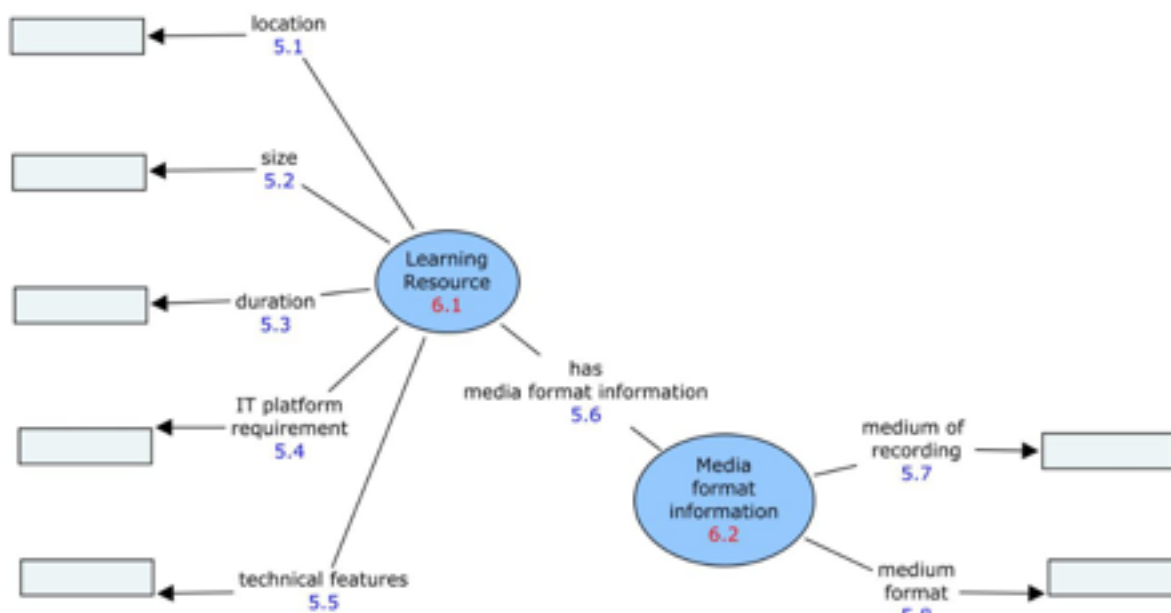 location
5.1
size
5.2
Learning
Resource
6.1
duration
5.3
has
media format information
5.6
IT platform
requirement
5.4
medium of
recording
5.7
Media
format
information
6.2
technical features
5.5
medium
format
5.8